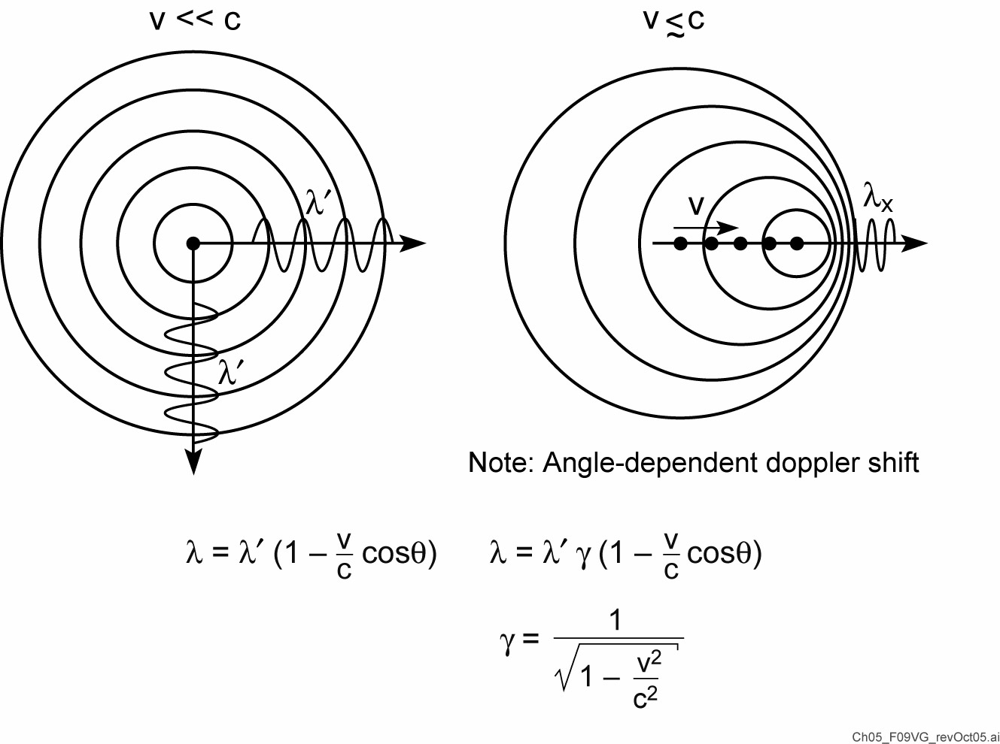 v << c
v ≲ c
λ′
λ′
v
λₓ
Note: Angle-dependent doppler shift
λ = λ′ (1 – v/c cosθ)
λ = λ′ γ (1 – v/c cosθ)
γ = 1/√(1 – v²/c²)
Ch05_F09VG_revOct05.ai